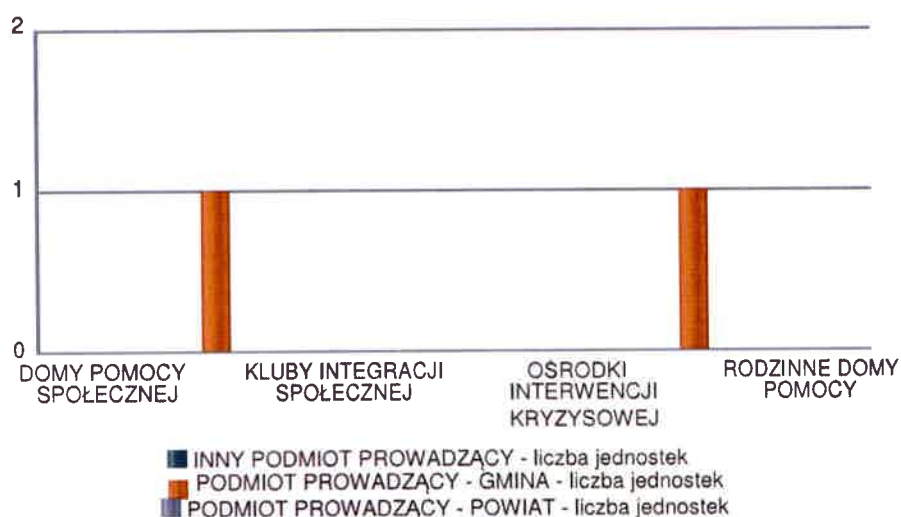 2
1
0
DOMY POMOCY
SPOŁECZNEJ
KLUBY INTEGRACJI
SPOŁECZNEJ
OŚRODKI
INTERWENCJI
KRYZYSOWEJ
RODZINNE DOMY
POMOCY
INNY PODMIOT PROWADZĄCY - liczba jednostek
PODMIOT PROWADZĄCY - GMINA - liczba jednostek
PODMIOT PROWADZĄCY - POWIAT - liczba jednostek